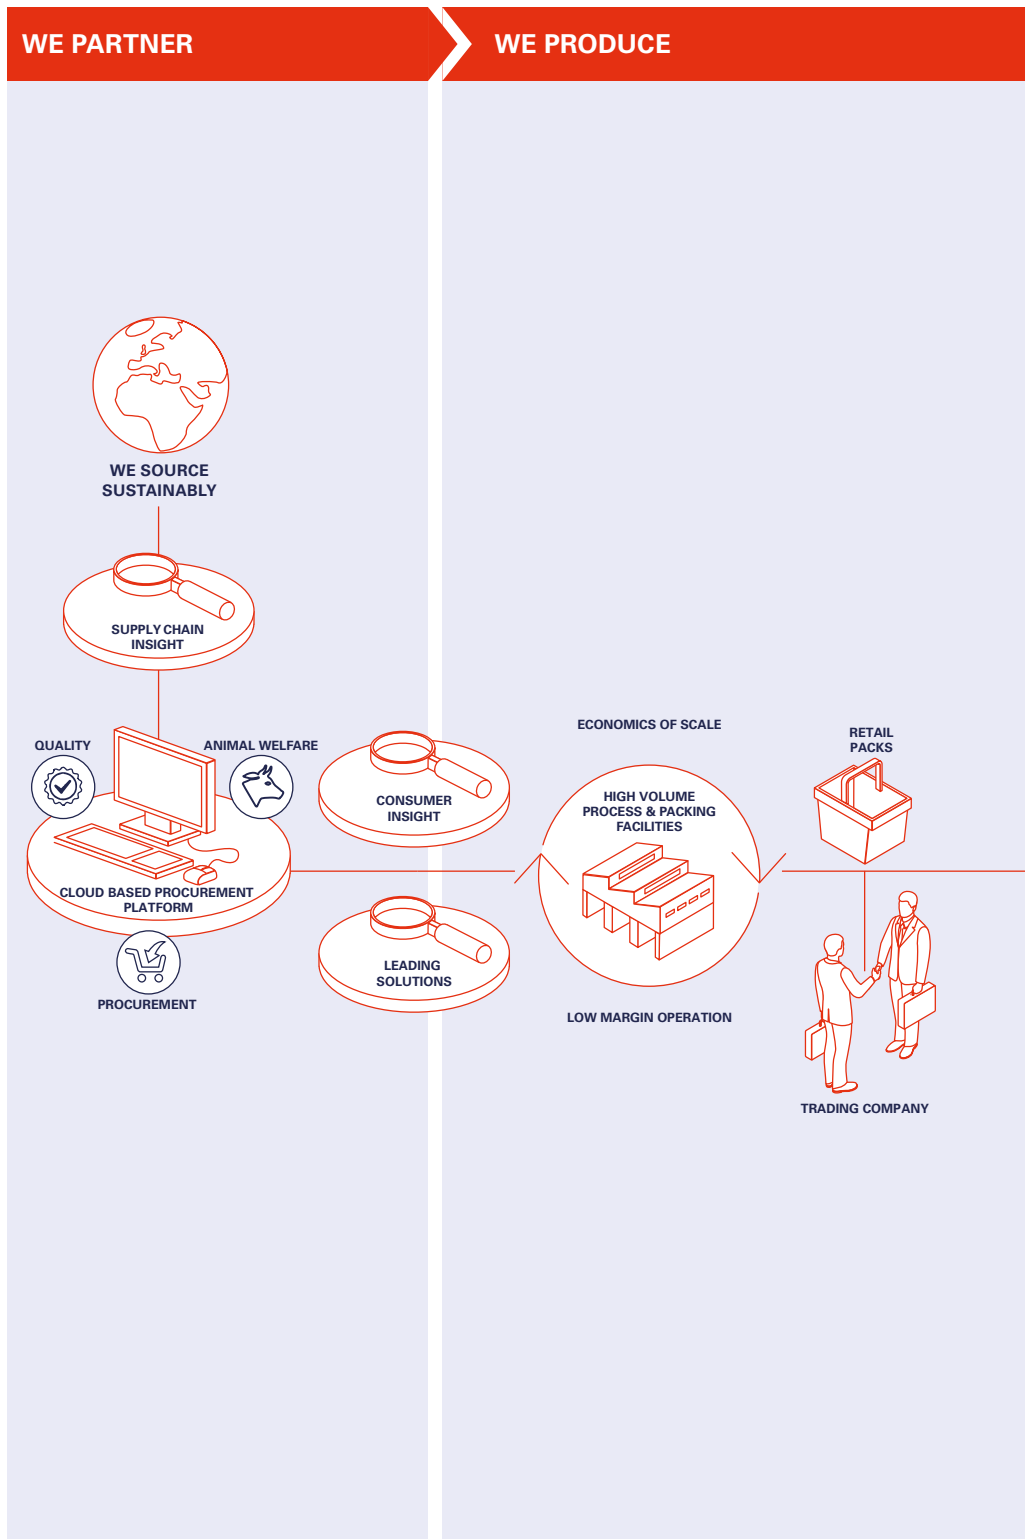 WE PARTNER
WE PRODUCE
WE SOURCE
SUSTAINABLY
SUPPLY CHAIN
INSIGHT
QUALITY
ANIMAL WELFARE
CLOUD BASED PROCUREMENT
PLATFORM
PROCUREMENT
CONSUMER
INSIGHT
LEADING
SOLUTIONS
ECONOMICS OF SCALE
HIGH VOLUME
PROCESS & PACKING
FACILITIES
LOW MARGIN OPERATION
RETAIL
PACKS
TRADING COMPANY